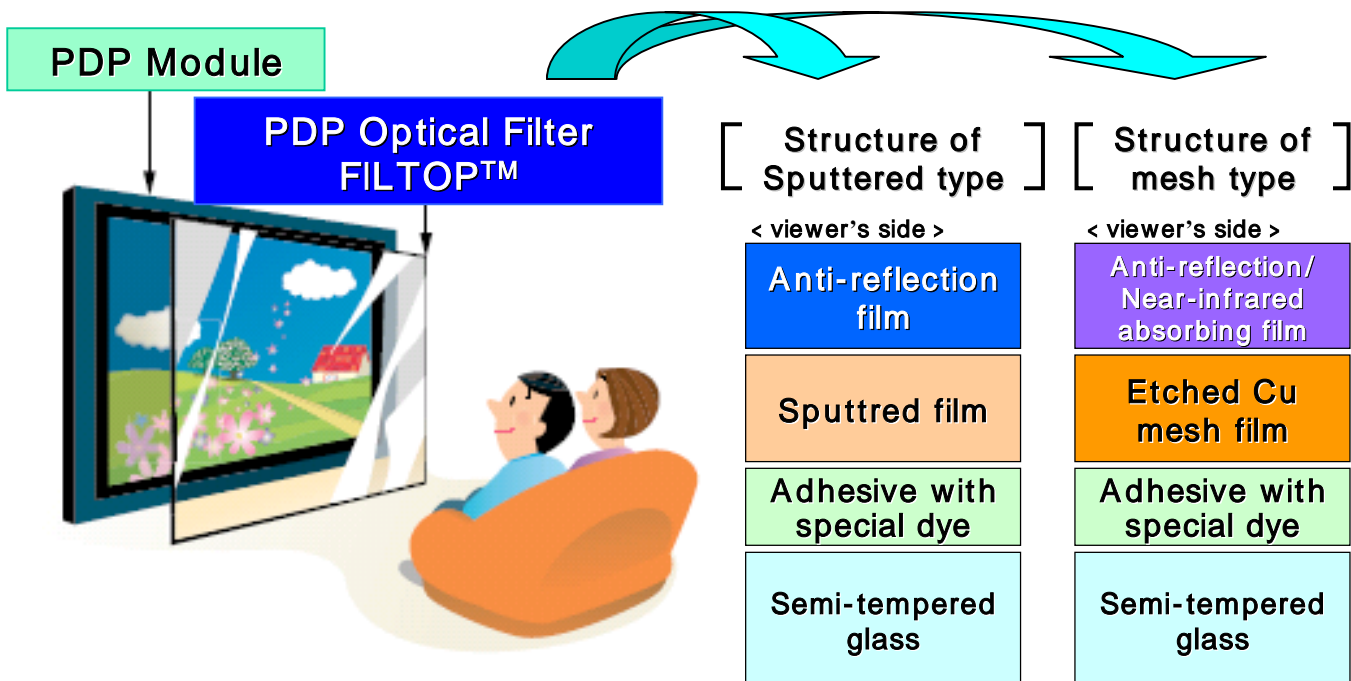 PDP Module
PDP Optical Filter
FILTOP™
Structure of
Sputtered type
< viewer’s side >
Anti-reflection
film
Sputtred film
Adhesive with
special dye
Semi-tempered
glass
Structure of
mesh type
< viewer’s side >
Anti-reflection/
Near-infrared
absorbing film
Etched Cu
mesh film
Adhesive with
special dye
Semi-tempered
glass